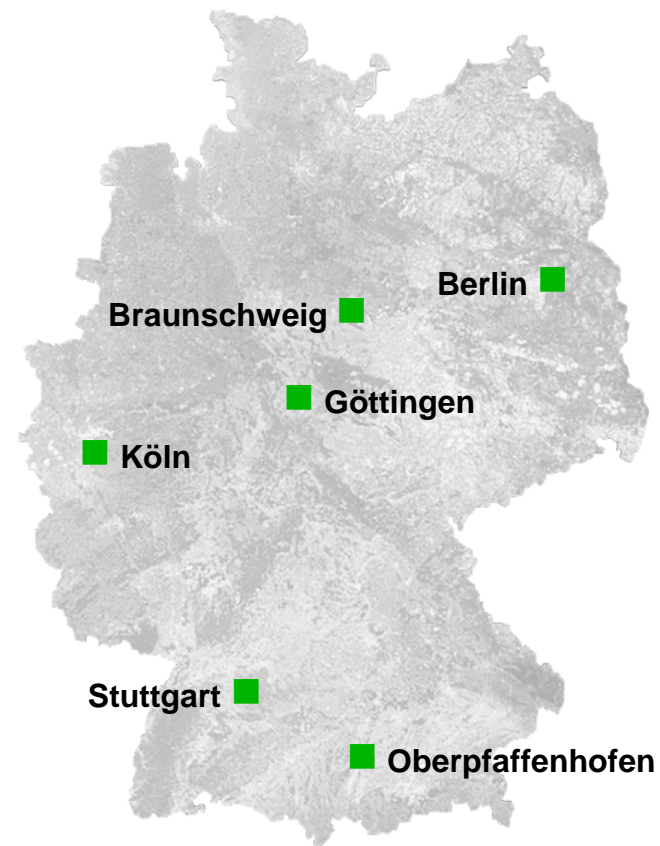 Berlin
Braunschweig
Göttingen
Köln
Stuttgart
Oberpfaffenhofen